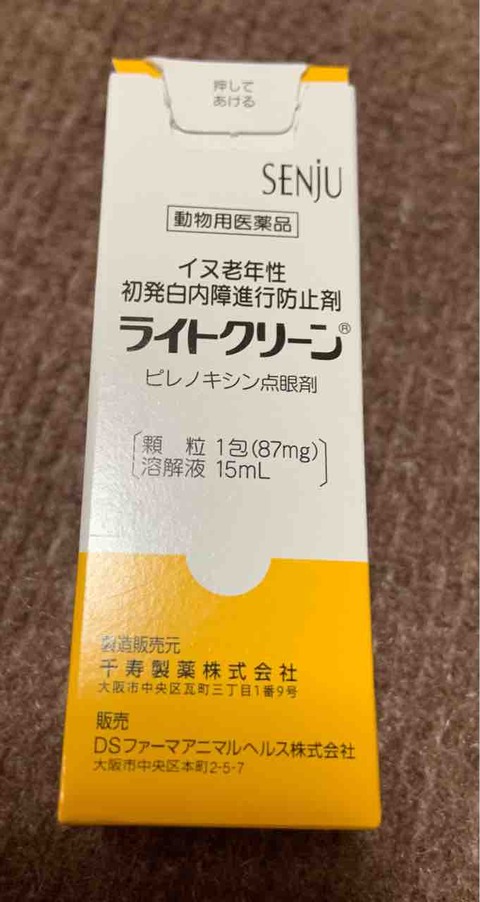 押して
あける
SENJU
動物用医薬品
イヌ老年性
初発白内障進行防止剤
ライトクリーン®
ピレノキシン点眼剤
顆 粒 1包(87mg)
溶解液 15mL
製造販売元
千寿製薬株式会社
大阪市中央区瓦町三丁目1番9号
販売
DSファーマアニマルヘルス株式会社
大阪市中央区本町2-5-7